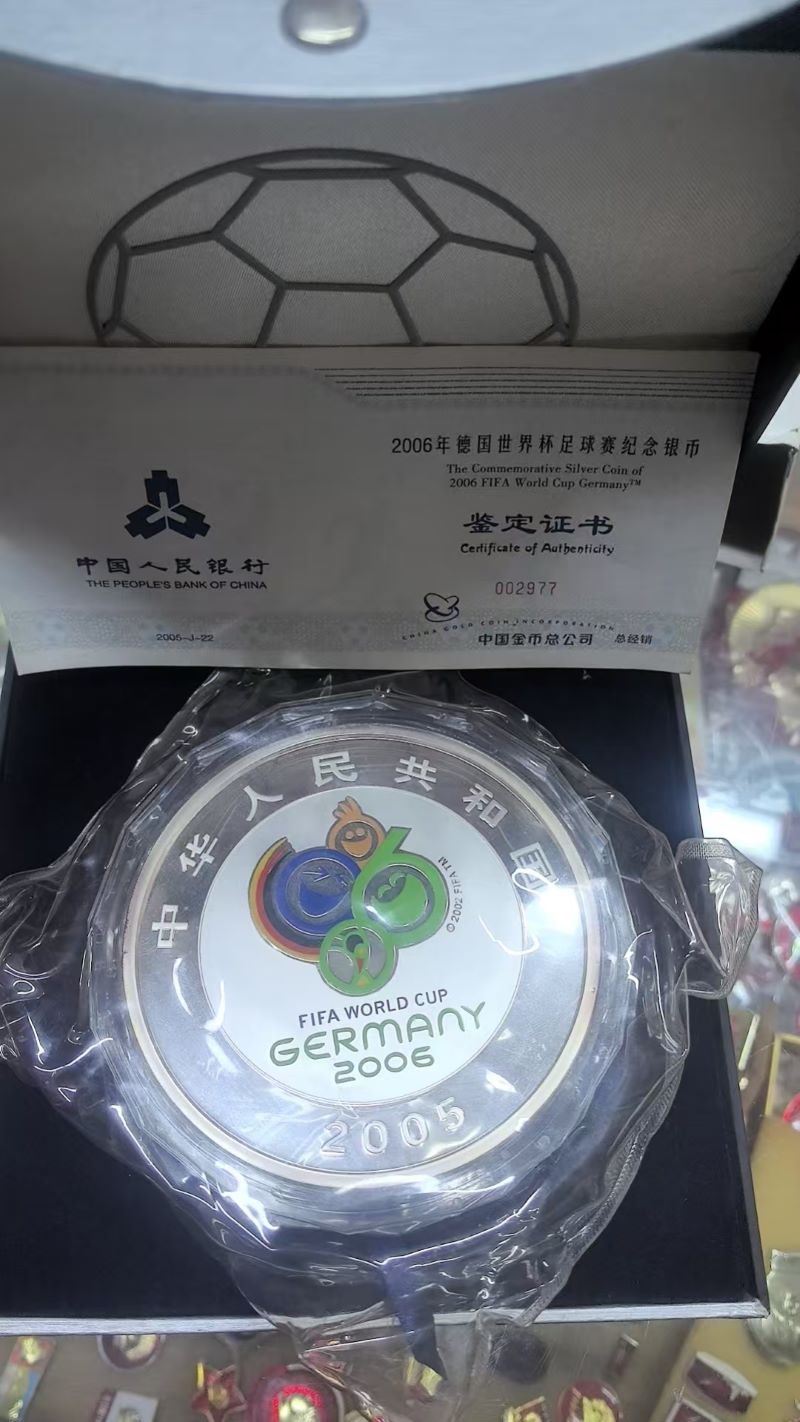 2006年德国世界杯足球赛纪念银币
The Commemorative Silver Coin of
2006 FIFA World Cup Germany™
鉴定证书
Certificate of Authenticity
002977
CHINA GOLD COIN INCORPORATION
中国金币总公司 总经销
中国人民银行
THE PEOPLE'S BANK OF CHINA
2005-J-22
中华人民共和国
©2002 FIFA™
FIFA WORLD CUP
GERMANY
2006
2005